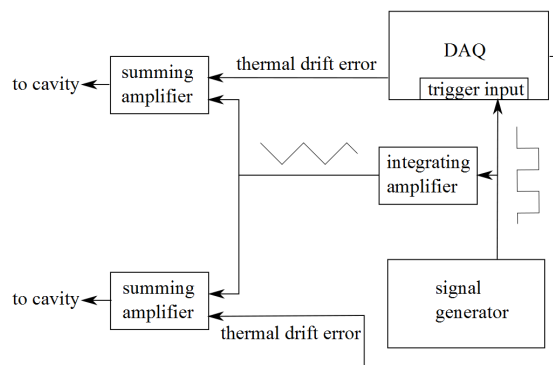 DAQ
trigger input
thermal drift error
summing
amplifier
to cavity
integrating
amplifier
signal
generator
summing
amplifier
to cavity
thermal drift error